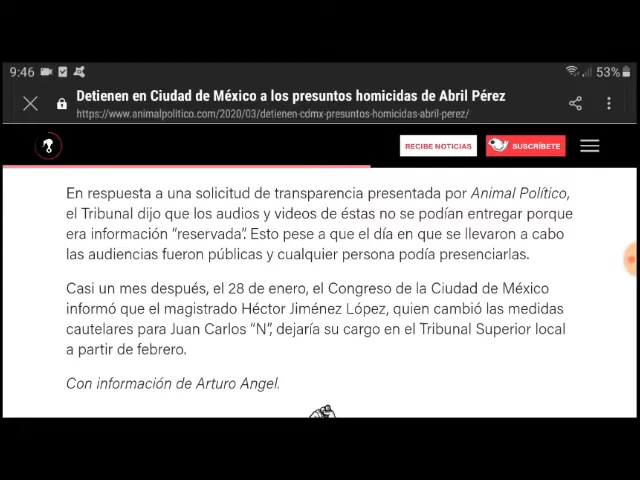 9:46
53%
Detienen en Ciudad de México a los presuntos homicidas de Abril Pérez
https://www.animalpolitico.com/2020/03/detienen-cdmx-presuntos-homicidas-abril-perez/
RECIBE NOTICIAS
SUSCRÍBETE
En respuesta a una solicitud de transparencia presentada por Animal Político,
el Tribunal dijo que los audios y videos de éstas no se podían entregar porque
era información “reservada”. Esto pese a que el día en que se llevaron a cabo
las audiencias fueron públicas y cualquier persona podía presenciarlas.
Casi un mes después, el 28 de enero, el Congreso de la Ciudad de México
informó que el magistrado Héctor Jiménez López, quien cambió las medidas
cautelares para Juan Carlos “N”, dejaría su cargo en el Tribunal Superior local
a partir de febrero.
Con información de Arturo Angel.